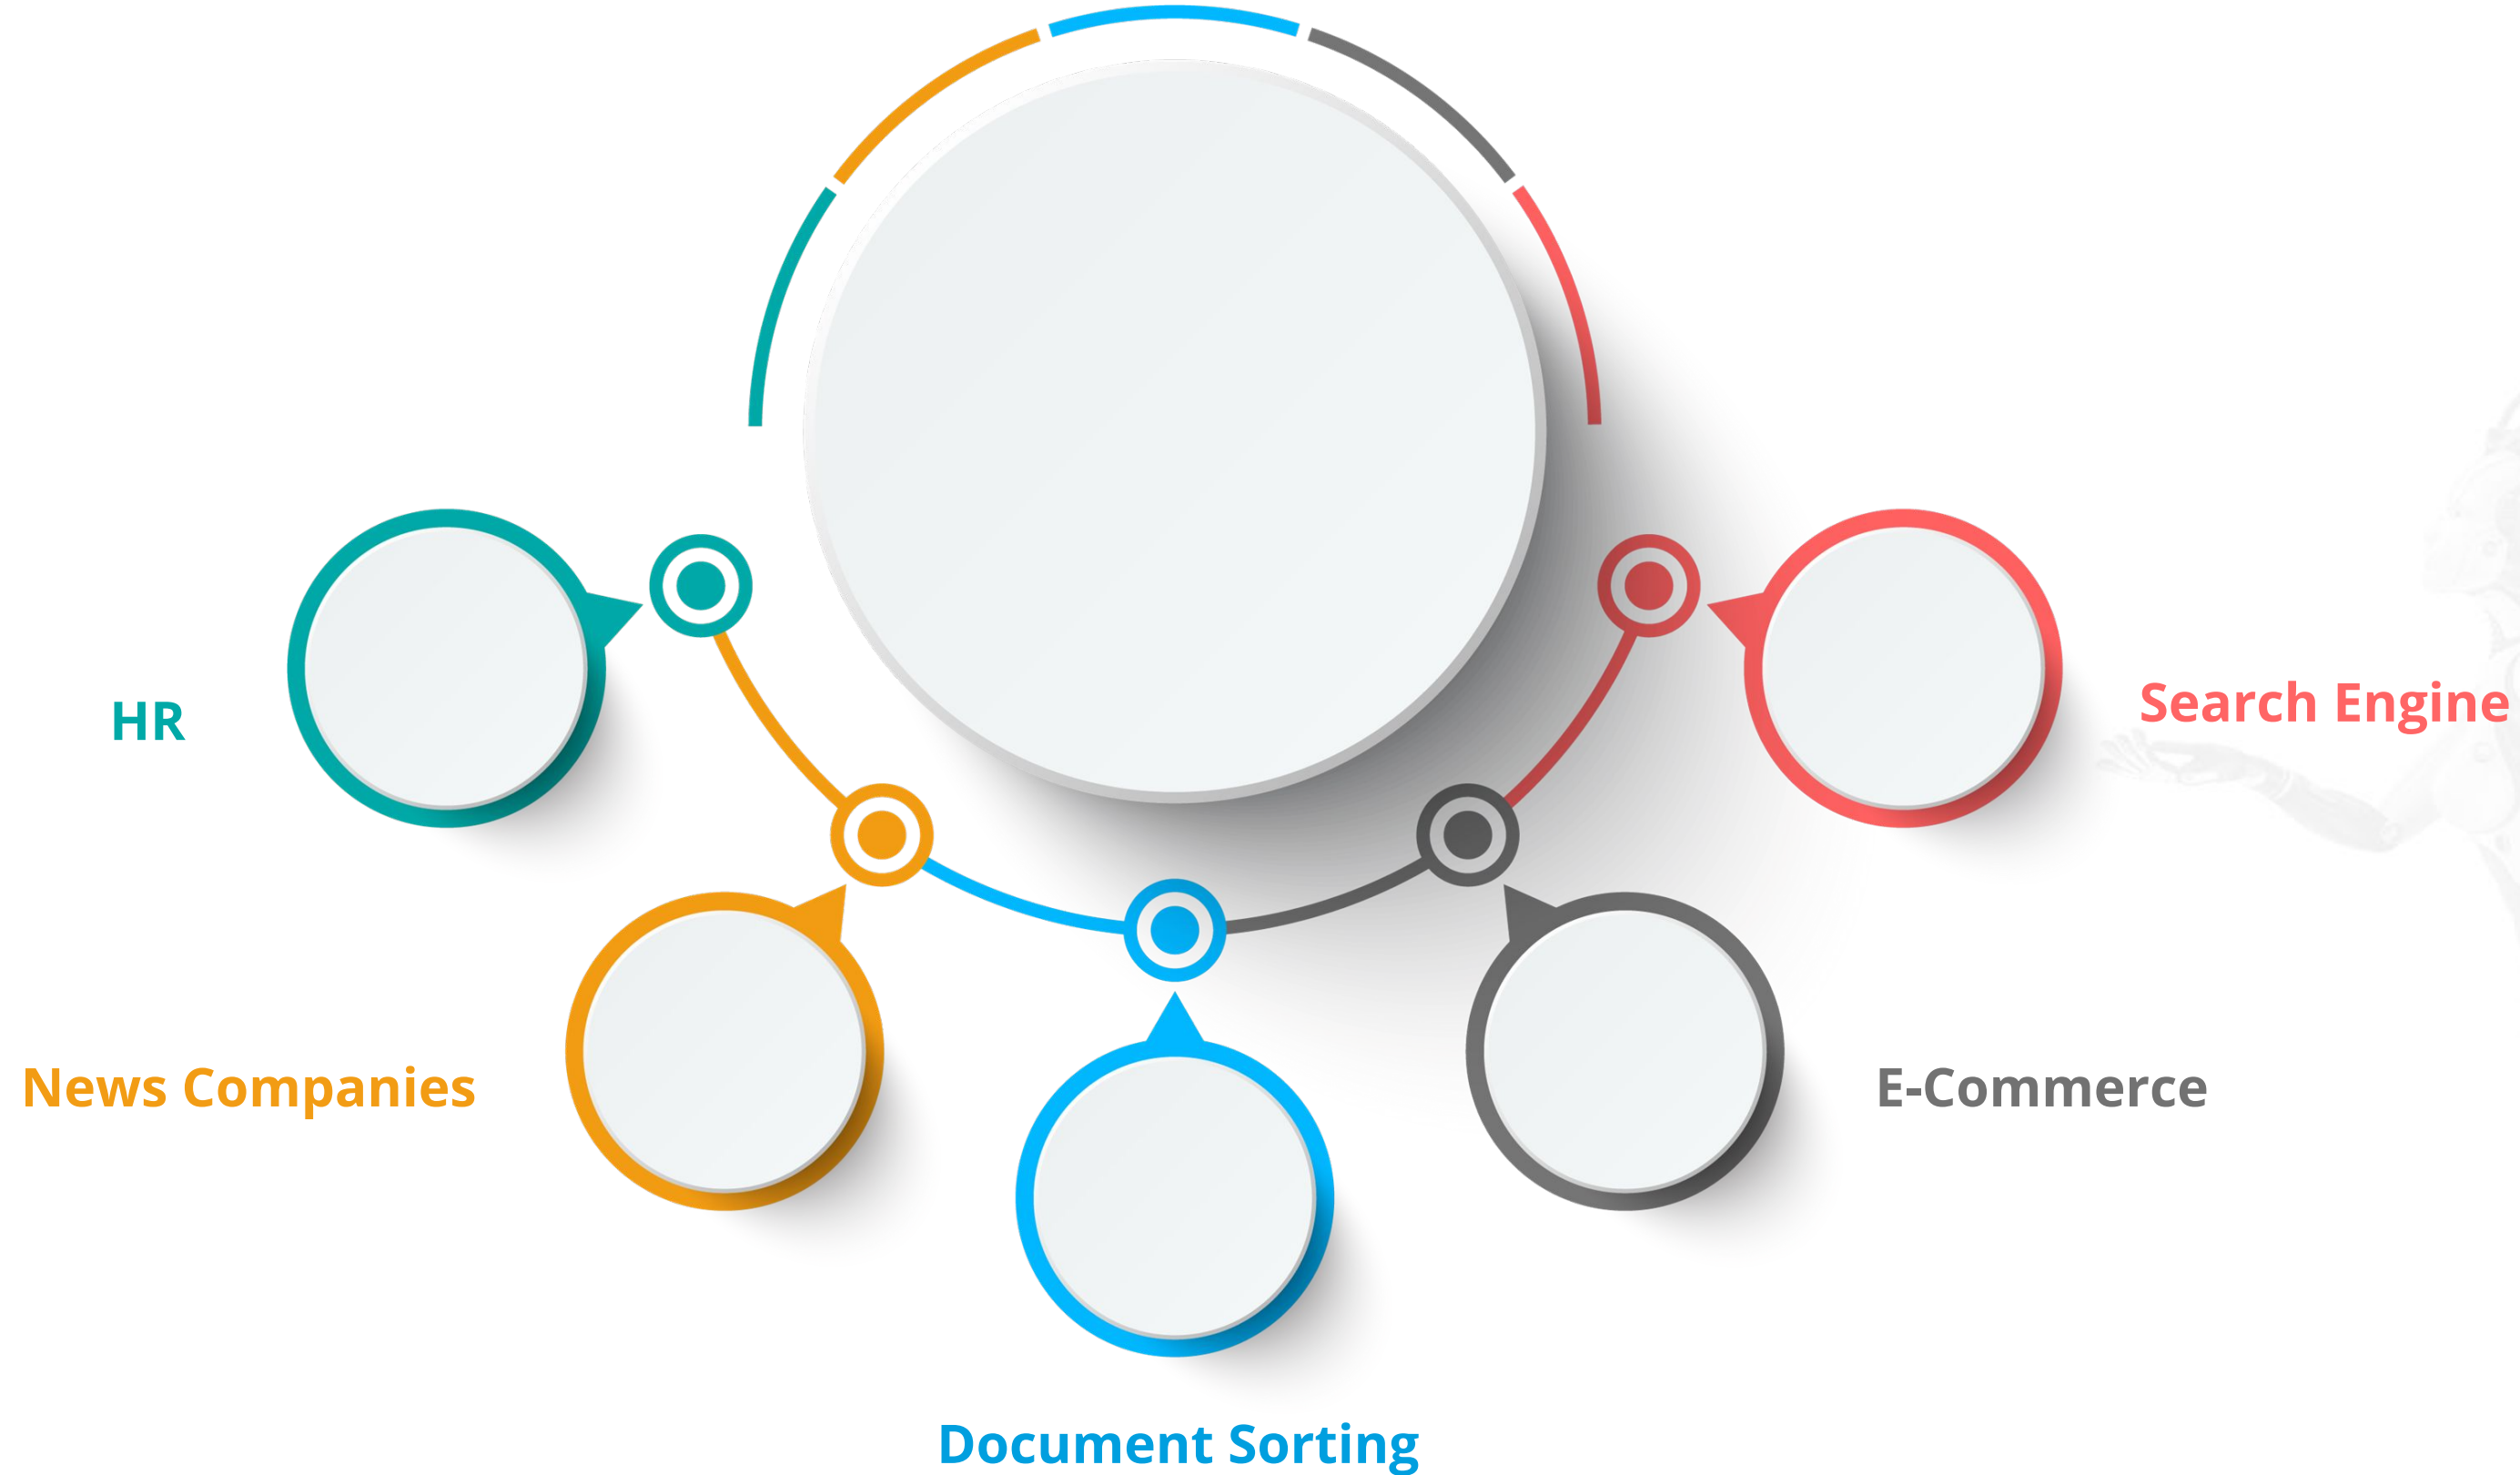 HR
Search Engine
News Companies
E-Commerce
Document Sorting